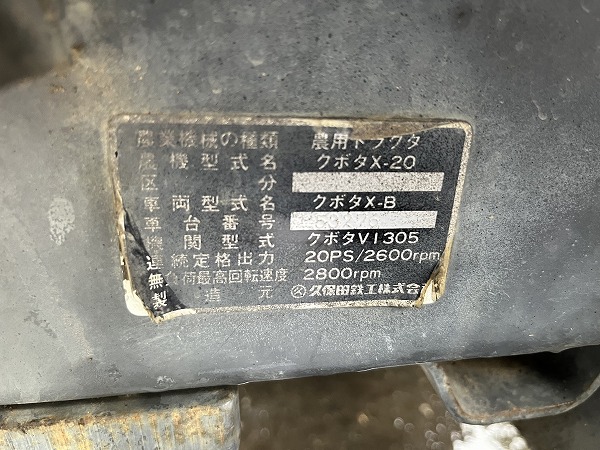 農業機械の種類 農用トラクタ
農機型式名 クボタX-20
区分
車両型式名 クボタX-B
車台番号
機関型式 クボタV1305
連続定格出力 20PS/2600rpm
無負荷最高回転速度 2800rpm
製造元 久保田鉄工株式会社